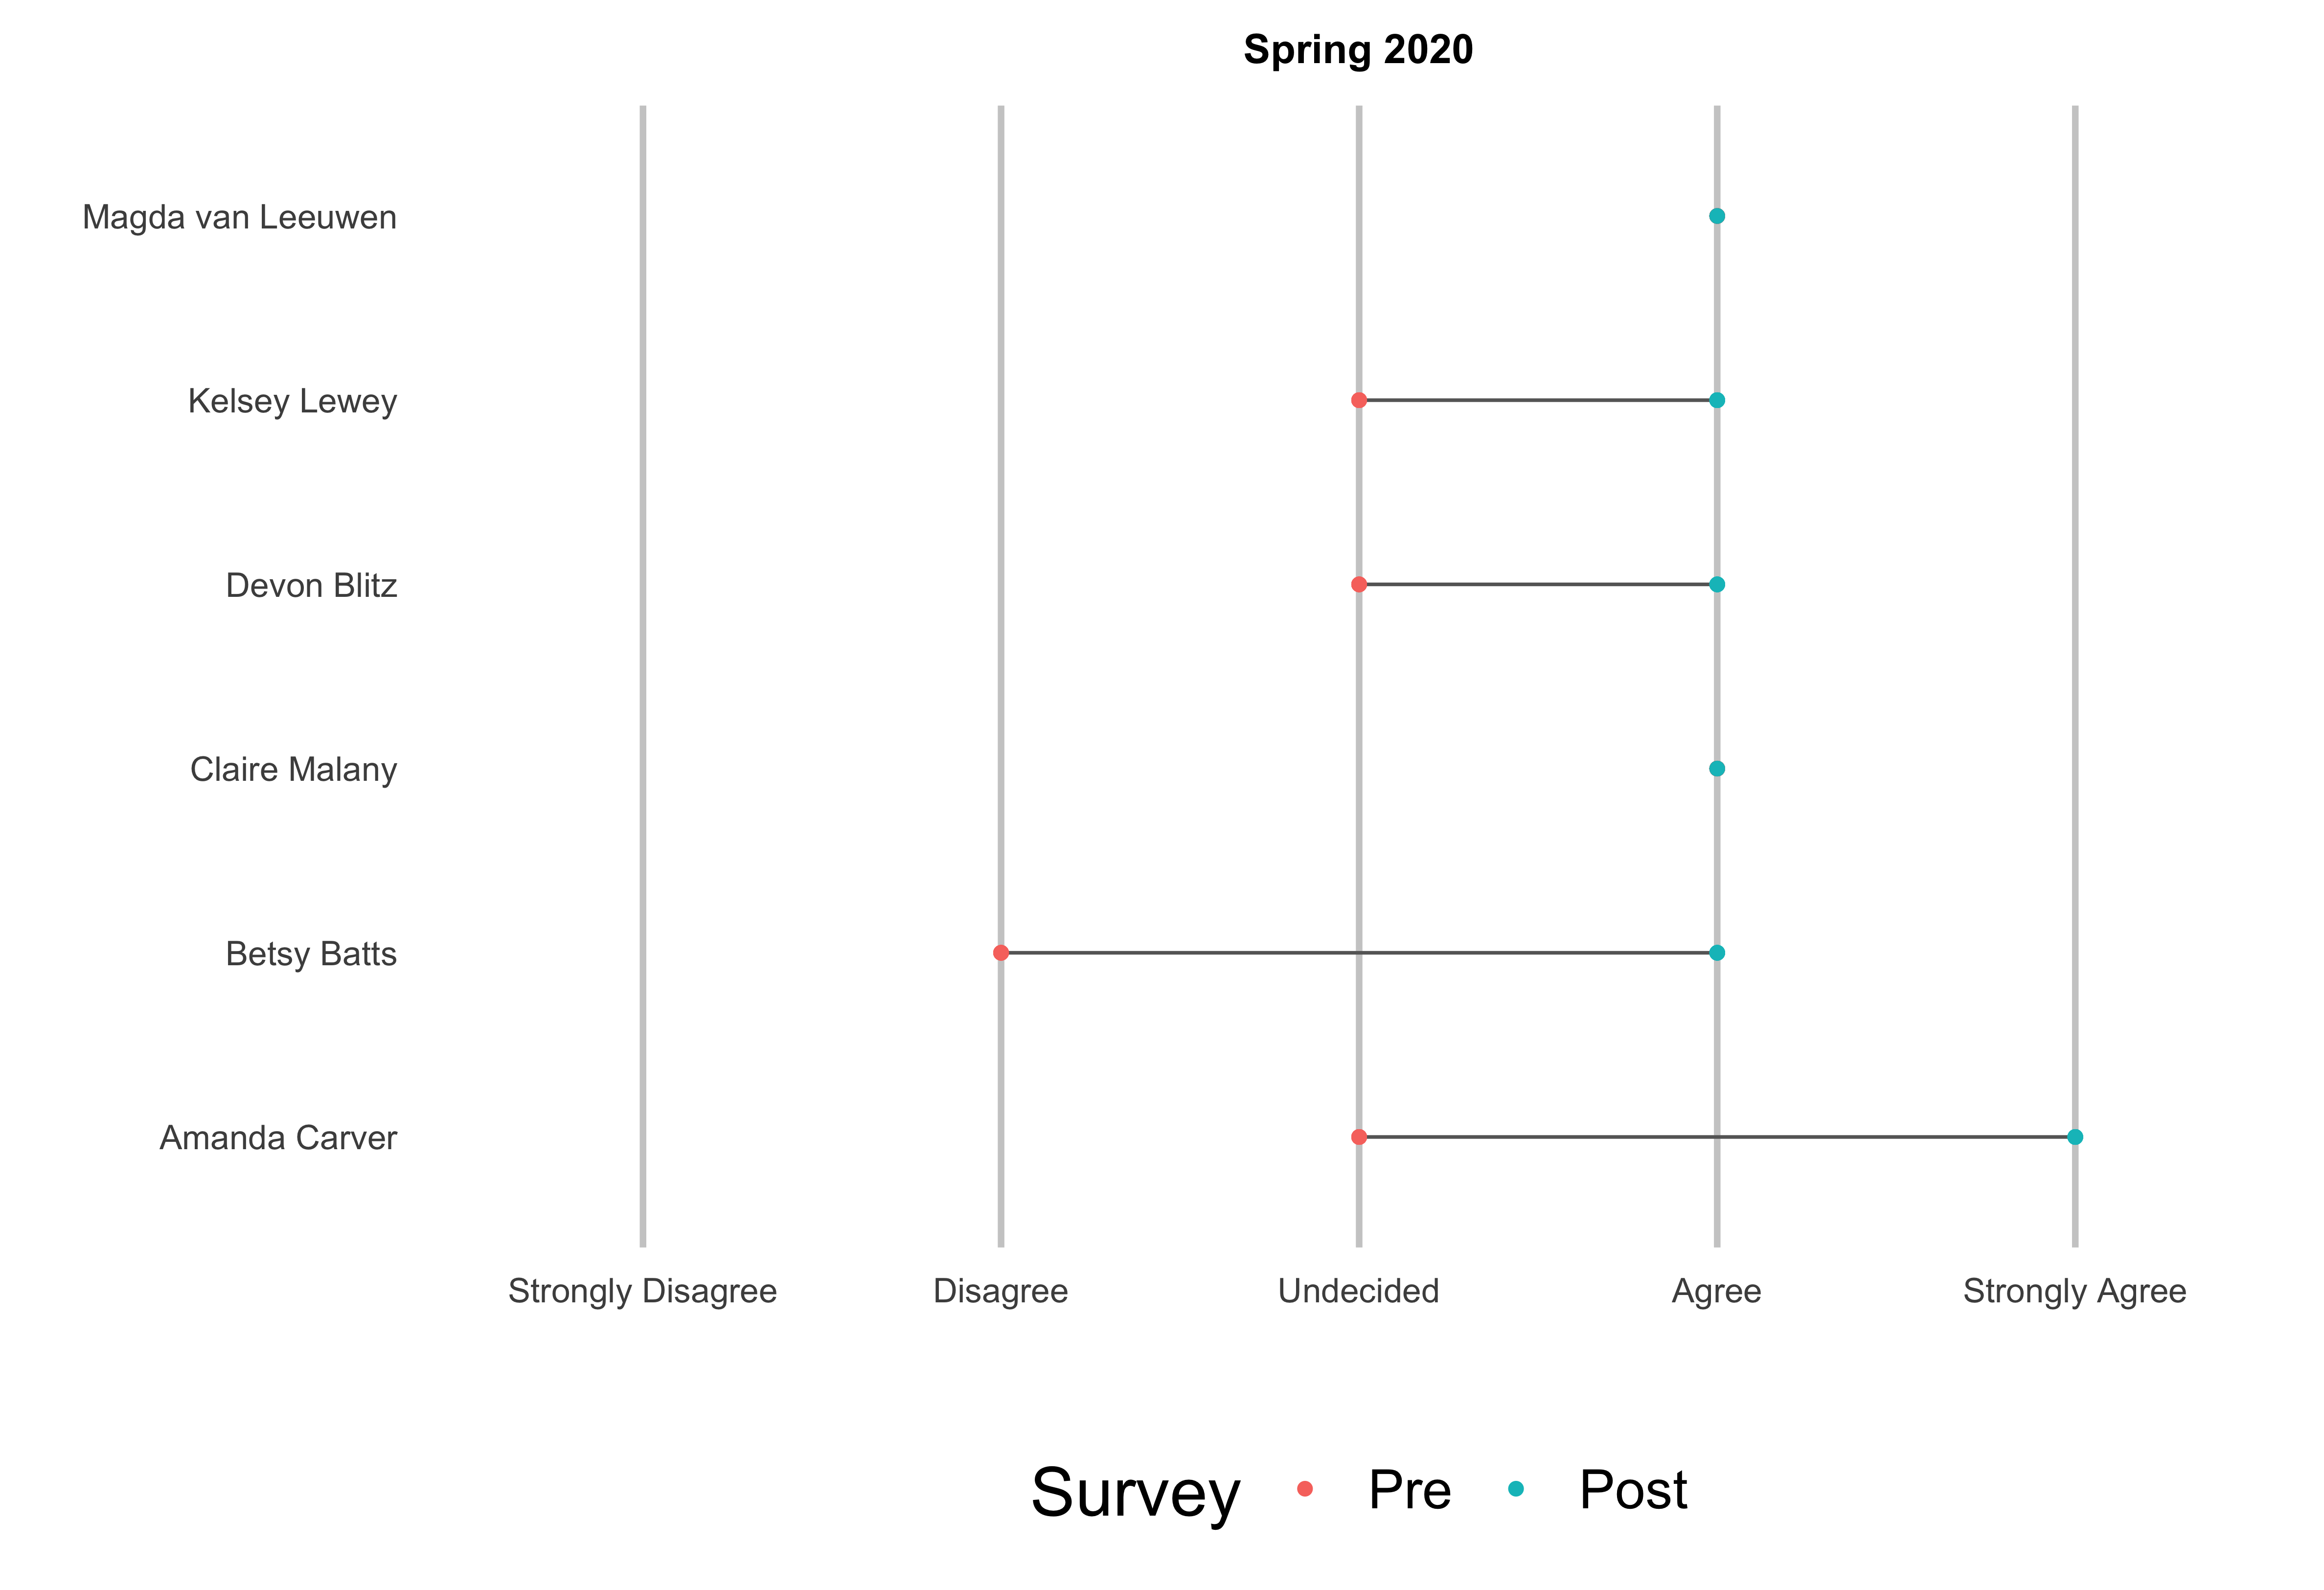 Spring 2020
Magda van Leeuwen
Kelsey Lewey
Devon Blitz
Claire Malany
Betsy Batts
Amanda Carver
Strongly Disagree Disagree Undecided Agree Strongly Agree
Survey Pre Post